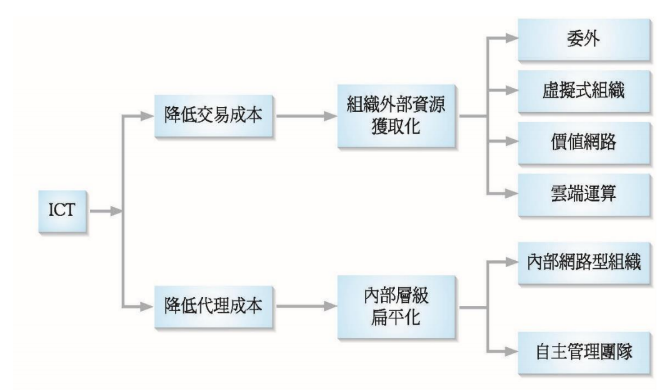 委外
降低交易成本
組織外部資源
獲取化
虛擬式組織
價值網路
雲端運算
ICT
降低代理成本
內部層級
扁平化
內部網路型組織
自主管理團隊